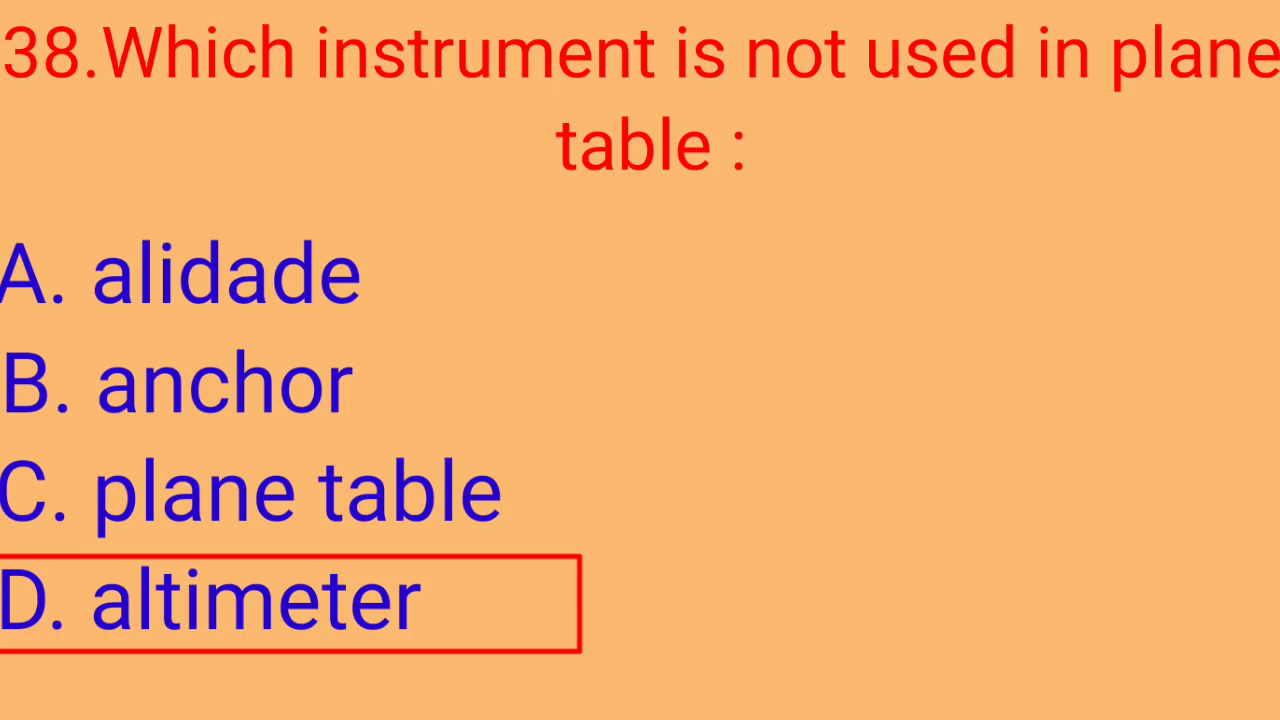 38.Which instrument is not used in plane
table :
A. alidade
B. anchor
C. plane table
D. altimeter